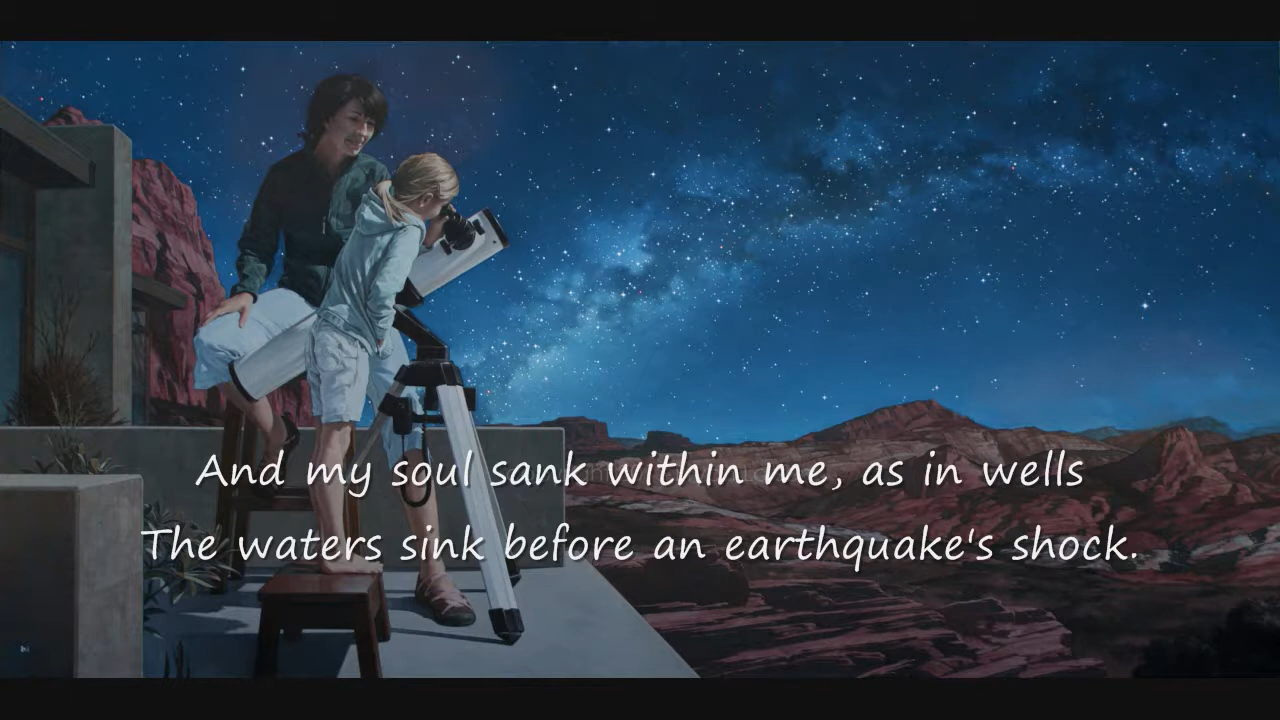 And my soul sank within me, as in wells
The waters sink before an earthquake's shock.